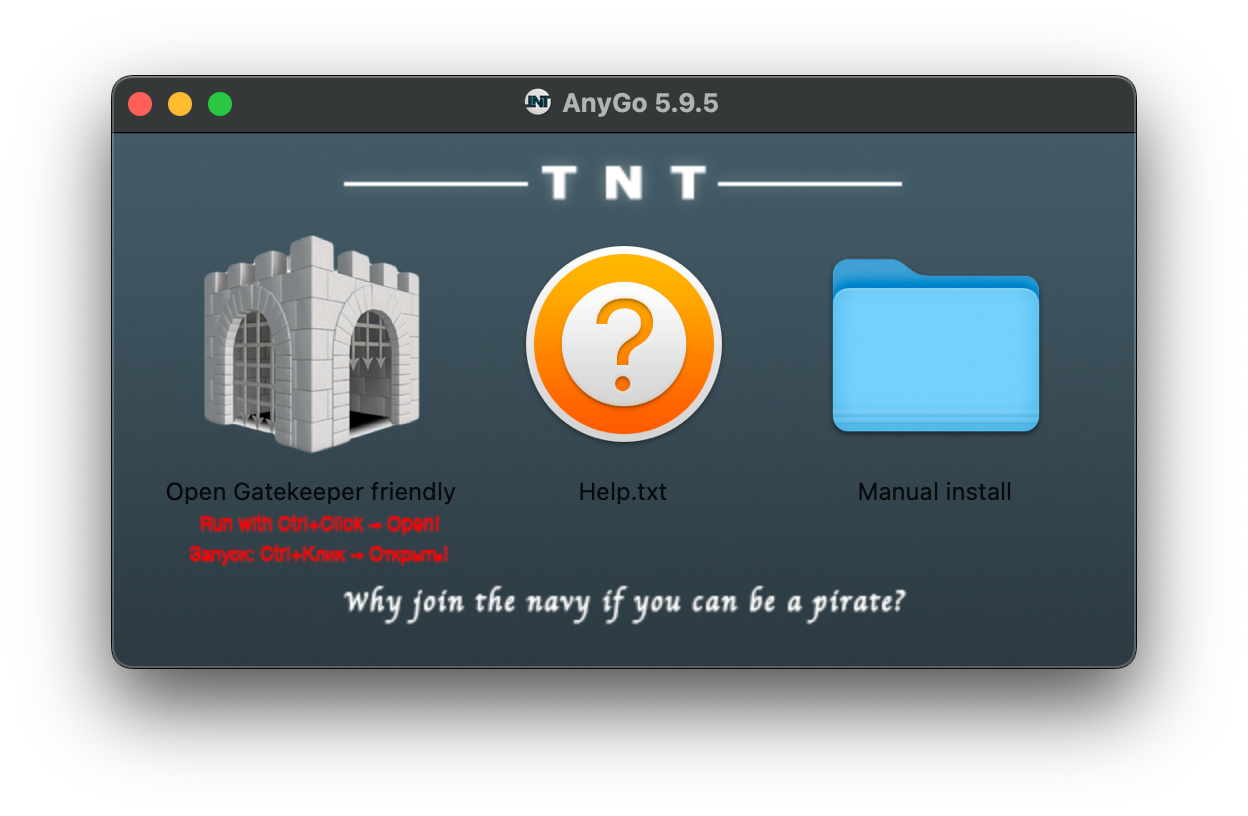 AnyGo 5.9.5
TNT
Open Gatekeeper friendly
Help.txt
Manual install
Run with Ctrl+Click → Open!
Запуск: Ctrl+Клик → Открыть!
Why join the navy if you can be a pirate?